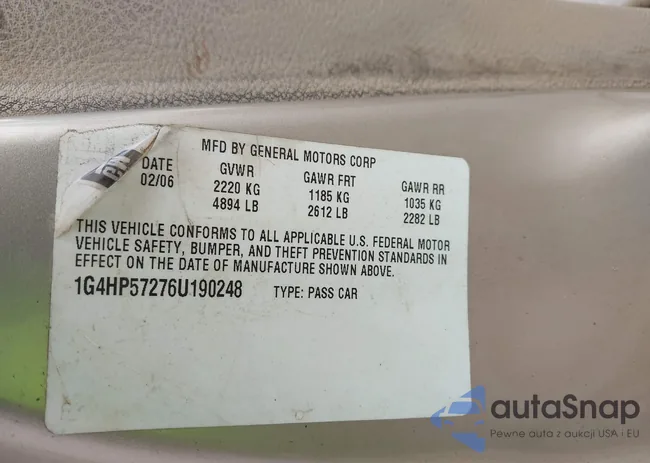 MFD BY GENERAL MOTORS CORP
DATE GVWR GAWR FRT GAWR RR
02/06 2220 KG 1185 KG 1035 KG
4894 LB 2612 LB 2282 LB
THIS VEHICLE CONFORMS TO ALL APPLICABLE U.S. FEDERAL MOTOR
VEHICLE SAFETY, BUMPER, AND THEFT PREVENTION STANDARDS IN
EFFECT ON THE DATE OF MANUFACTURE SHOWN ABOVE.
1G4HP57276U190248 TYPE: PASS CAR
autaSnap
Pewne auta z aukcji USA i EU